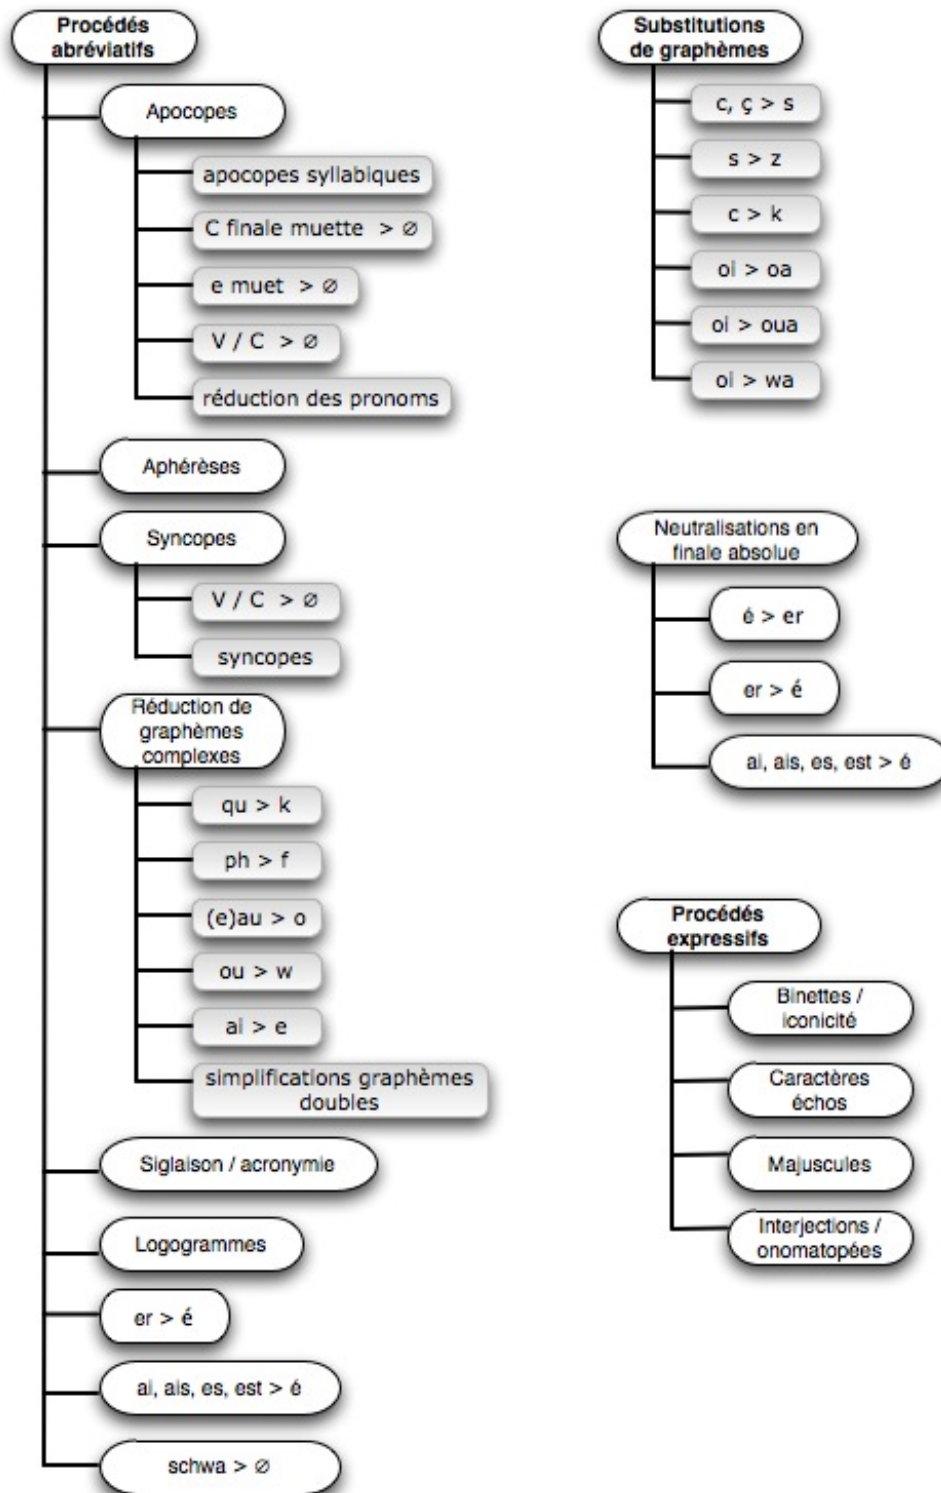 Procédés
abréviatifs
Apocopes
apocopes syllabiques
C finale muette > ∅
e muet > ∅
V / C > ∅
réduction des pronoms
Aphérèses
Syncopes
V / C > ∅
syncopes
Réduction de
graphèmes
complexes
qu > k
ph > f
(e)au > o
ou > w
ai > e
simplifications graphèmes
doubles
Siglaison / acronymie
Logogrammes
er > é
ai, ais, es, est > é
schwa > ∅
Substitutions
de graphèmes
c, ç > s
s > z
c > k
oi > oa
oi > oua
oi > wa
Neutralisations en
finale absolue
é > er
er > é
ai, ais, es, est > é
Procédés
expressifs
Binettes /
iconicité
Caractères
échos
Majuscules
Interjections /
onomatopées